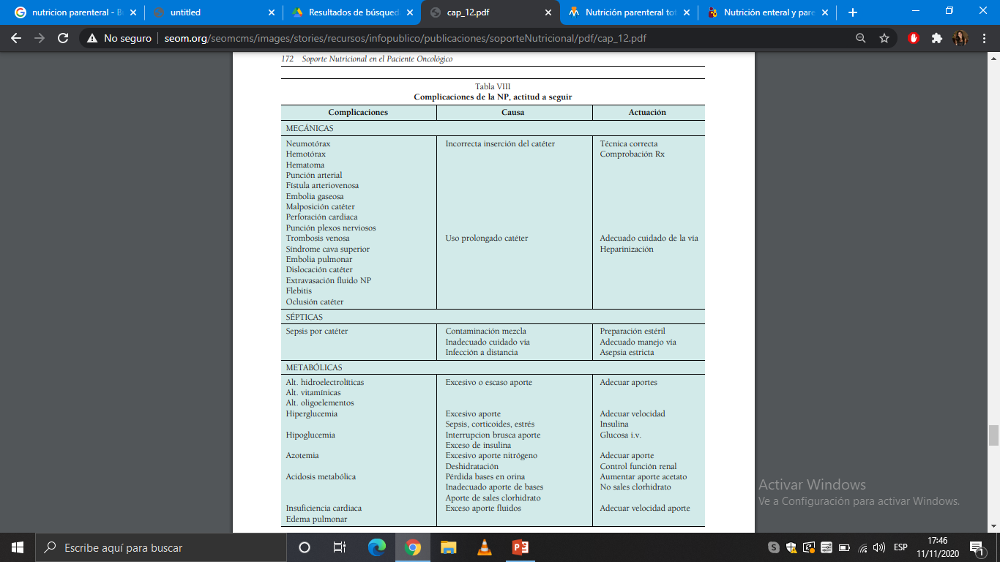 nutricion parenteral - B
untitled
Resultados de búsqued
cap_12.pdf
Nutrición parenteral tot
Nutrición enteral y pare
No seguro | seom.org/seomcms/images/stories/recursos/infopublico/publicaciones/soporteNutricional/pdf/cap_12.pdf
172 Soporte Nutricional en el Paciente Oncológico
Tabla VIII
Complicaciones de la NP, actitud a seguir
Complicaciones Causa Actuación
MECÁNICAS
Neumotórax Incorrecta inserción del catéter Técnica correcta
Hemotórax Comprobación Rx
Hematoma
Punción arterial
Fístula arteriovenosa
Embolia gaseosa
Malposición catéter
Perforación cardiaca
Punción plexos nerviosos
Trombosis venosa Uso prolongado catéter Adecuado cuidado de la vía
Síndrome cava superior Heparinización
Embolia pulmonar
Dislocación catéter
Extravasación fluido NP
Flebitis
Oclusión catéter
SÉPTICAS
Sepsis por catéter Contaminación mezcla Preparación estéril
Inadecuado cuidado vía Adecuado manejo vía
Infección a distancia Asepsia estricta
METABÓLICAS
Alt. hidroelectrolíticas Excesivo o escaso aporte Adecuar aportes
Alt. vitamínicas
Alt. oligoelementos
Hiperglucemia Excesivo aporte Adecuar velocidad
Sepsis, corticoides, estrés Insulina
Hipoglucemia Interrupcion brusca aporte Glucosa i.v.
Exceso de insulina
Azotemia Excesivo aporte nitrógeno Adecuar aporte
Deshidratación Control función renal
Acidosis metabólica Pérdida bases en orina Aumentar aporte acetato
Inadecuado aporte de bases No sales clorhidrato
Aporte de sales clorhidrato
Insuficiencia cardiaca Exceso aporte fluidos Adecuar velocidad aporte
Edema pulmonar
Activar Windows
Ve a Configuración para activar Windows.
Escribe aquí para buscar
ESP
17:46
11/11/2020
1